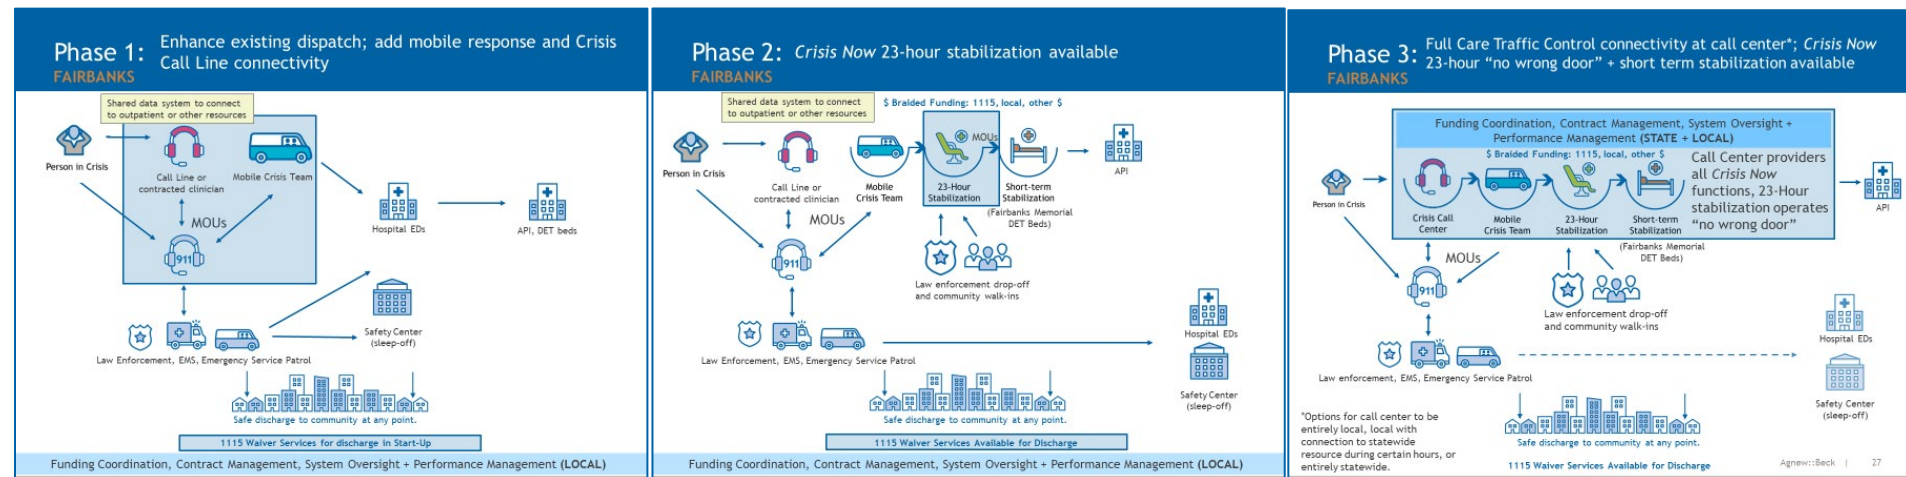 Phase 1:
Enhance existing dispatch; add mobile response and Crisis
Call Line connectivity
FAIRBANKS
Shared data system to connect
to outpatient or other resources
Person in Crisis
Call Line or
contracted clinician
Mobile Crisis Team
MOUs
911
Hospital EDs
API, DET beds
Safety Center
(sleep-off)
Law Enforcement, EMS, Emergency Service Patrol
Safe discharge to community at any point.
1115 Waiver Services for discharge in Start-Up
Funding Coordination, Contract Management, System Oversight + Performance Management (LOCAL)
Phase 2:
Crisis Now 23-hour stabilization available
FAIRBANKS
Shared data system to connect
to outpatient or other resources
$ Braided Funding: 1115, local, other $
MOUs
Person in Crisis
API
Call Line or
contracted clinician
Mobile
Crisis Team
23-Hour
Stabilization
Short-term
Stabilization
(Fairbanks Memorial
DET Beds)
MOUs
911
Law enforcement drop-off
and community walk-ins
Hospital EDs
Law Enforcement, EMS, Emergency Service Patrol
Safety Center
(sleep-off)
Safe discharge to community at any point.
1115 Waiver Services Available for Discharge
Funding Coordination, Contract Management, System Oversight + Performance Management (LOCAL)
Phase 3:
Full Care Traffic Control connectivity at call center*; Crisis Now
23-hour “no wrong door” + short term stabilization available
FAIRBANKS
Funding Coordination, Contract Management, System Oversight +
Performance Management (STATE + LOCAL)
$ Braided Funding: 1115, local, other $
Call Center providers
all Crisis Now
functions, 23-Hour
stabilization operates
“no wrong door”
Person in Crisis
Crisis Call
Center
Mobile
Crisis Team
23-Hour
Stabilization
Short-term
Stabilization
(Fairbanks Memorial
DET Beds)
API
MOUs
911
Law enforcement drop-off
and community walk-ins
Hospital EDs
Law enforcement, EMS, Emergency Service Patrol
Safety Center
(sleep-off)
*Options for call center to be
entirely local, local with
connection to statewide
resource during certain hours, or
entirely statewide.
Safe discharge to community at any point.
1115 Waiver Services Available for Discharge
Agnew::Beck | 27